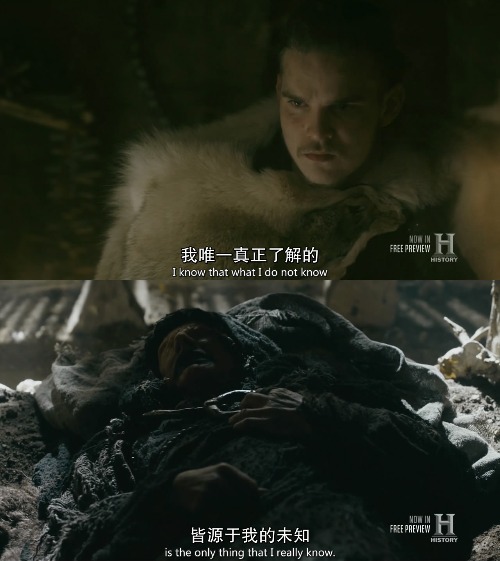 我唯一真正了解的
I know that what I do not know
NOW IN
FREE PREVIEW
H
HISTORY
皆源于我的未知
is the only thing that I really know.
NOW IN
FREE PREVIEW
H
HISTORY